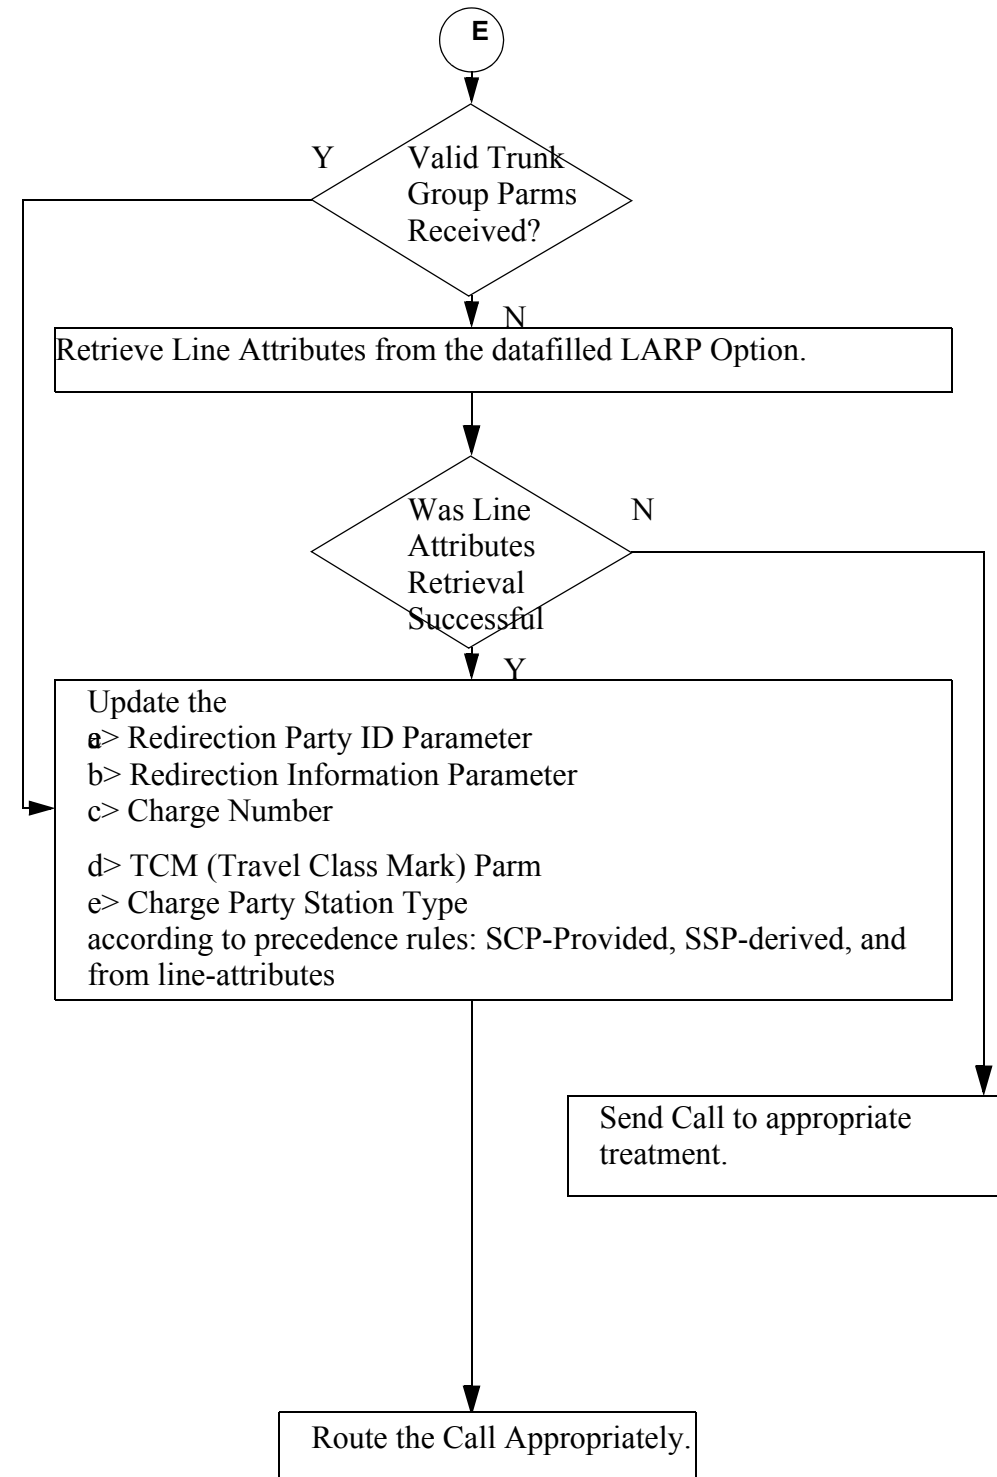 E
Y
Valid Trunk
Group Parms
Received?
N
Retrieve Line Attributes from the datafilled LARP Option.
Was Line
Attributes
Retrieval
Successful
N
Y
Update the
a> Redirection Party ID Parameter
b> Redirection Information Parameter
c> Charge Number
d> TCM (Travel Class Mark) Parm
e> Charge Party Station Type
according to precedence rules: SCP-Provided, SSP-derived, and
from line-attributes
Send Call to appropriate
treatment.
Route the Call Appropriately.